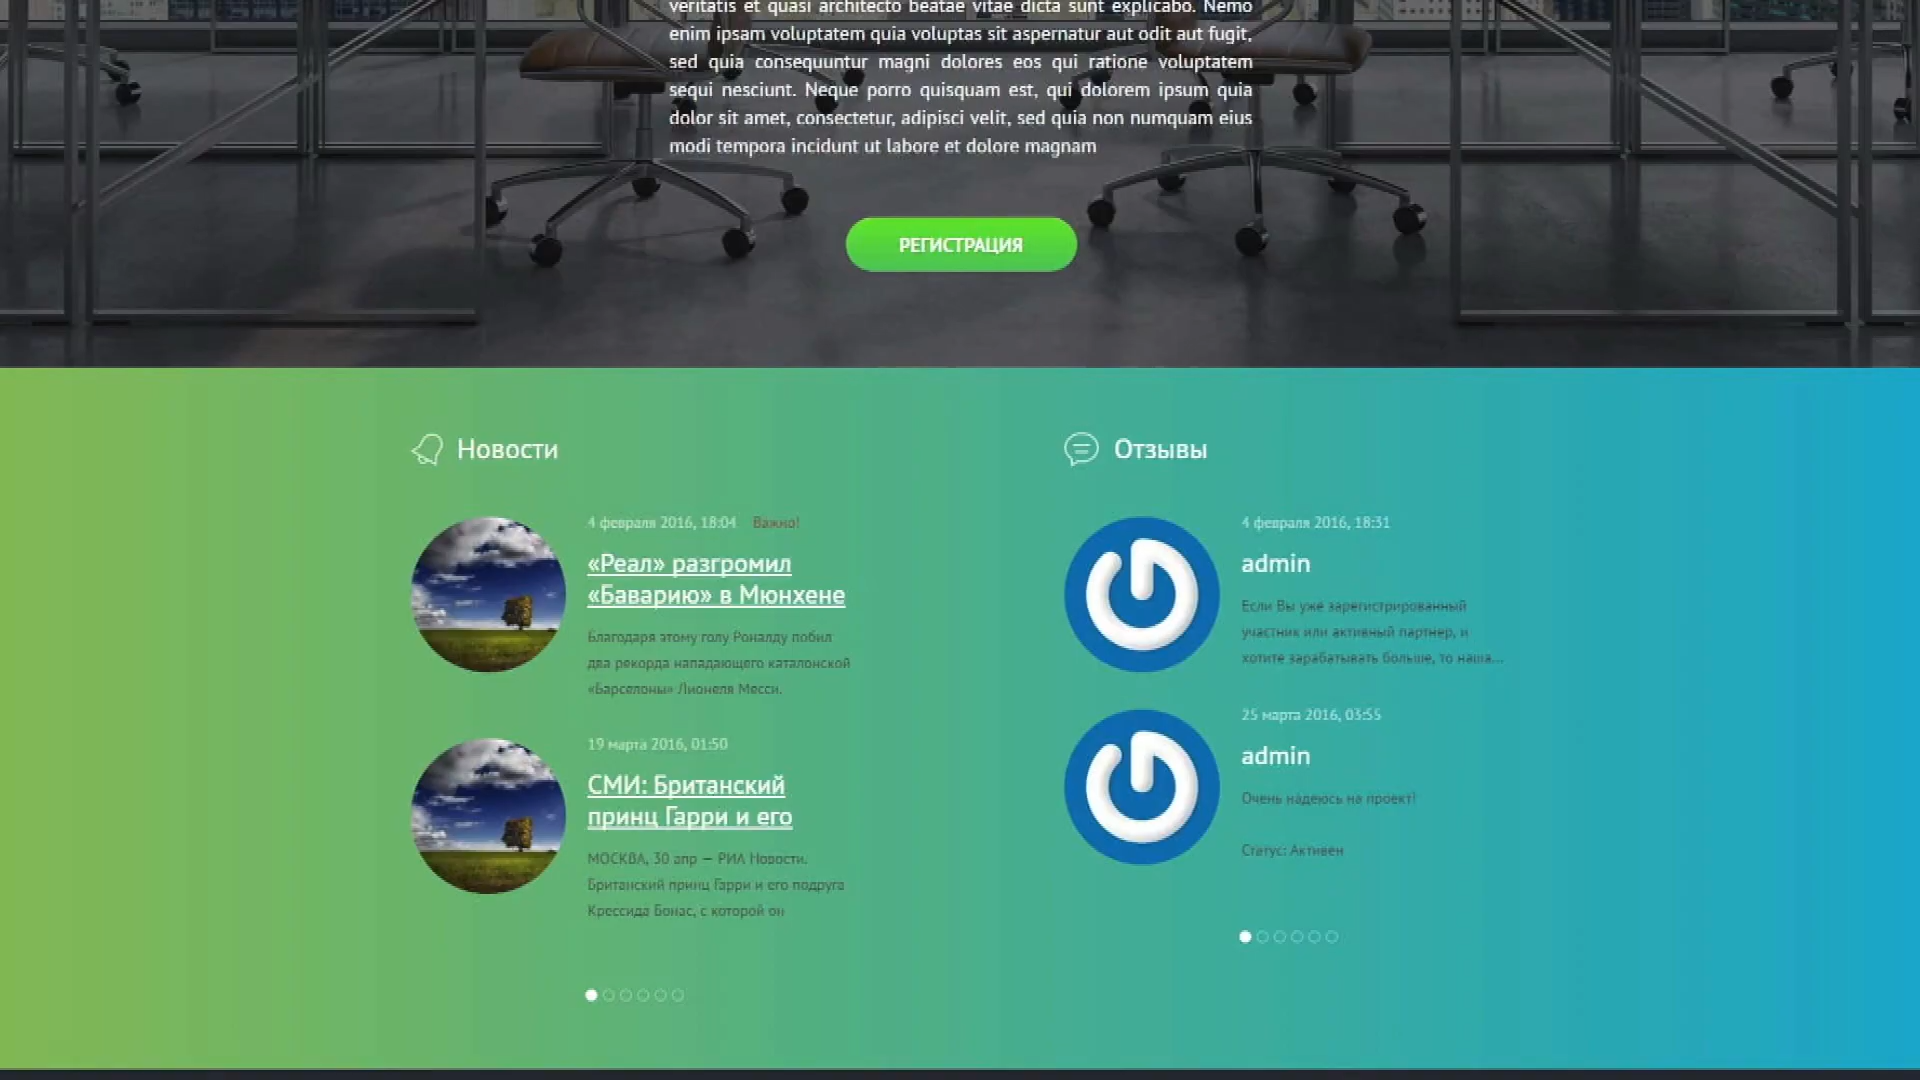 veritatis et quasi architecto beatae vitae dicta sunt explicabo. Nemo
enim ipsam voluptatem quia voluptas sit aspernatur aut odit aut fugit,
sed quia consequuntur magni dolores eos qui ratione voluptatem
sequi nesciunt. Neque porro quisquam est, qui dolorem ipsum quia
dolor sit amet, consectetur, adipisci velit, sed quia non numquam eius
modi tempora incidunt ut labore et dolore magnam
РЕГИСТРАЦИЯ
Новости
4 февраля 2016, 18:04 Важно!
«Реал» разгромил
«Баварию» в Мюнхене
Благодаря этому голу Роналду побил
два рекорда нападающего каталонской
«Барселоны» Лионеля Месси.
19 марта 2016, 01:50
СМИ: Британский
принц Гарри и его
МОСКВА, 30 апр — РИА Новости.
Британский принц Гарри и его подруга
Крессида Бонас, с которой он
Отзывы
4 февраля 2016, 18:31
admin
Если Вы уже зарегистрированный
участник или активный партнер, и
хотите зарабатывать больше, то наша...
25 марта 2016, 03:55
admin
Очень надеюсь на проект!
Статус: Активен